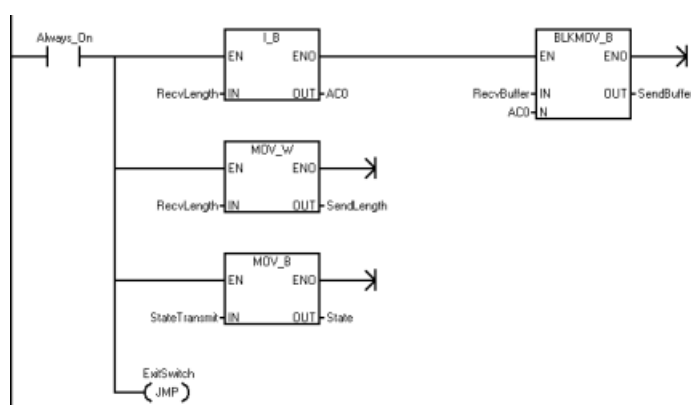 Always_On
I_B
EN ENO
RecvLength IN OUT AC0
BLKMOV_B
EN ENO
RecvBuffer IN OUT SendBuffe
AC0 N
MOV_W
EN ENO
RecvLength IN OUT SendLength
MOV_B
EN ENO
StateTransmit IN OUT State
ExitSwitch
JMP